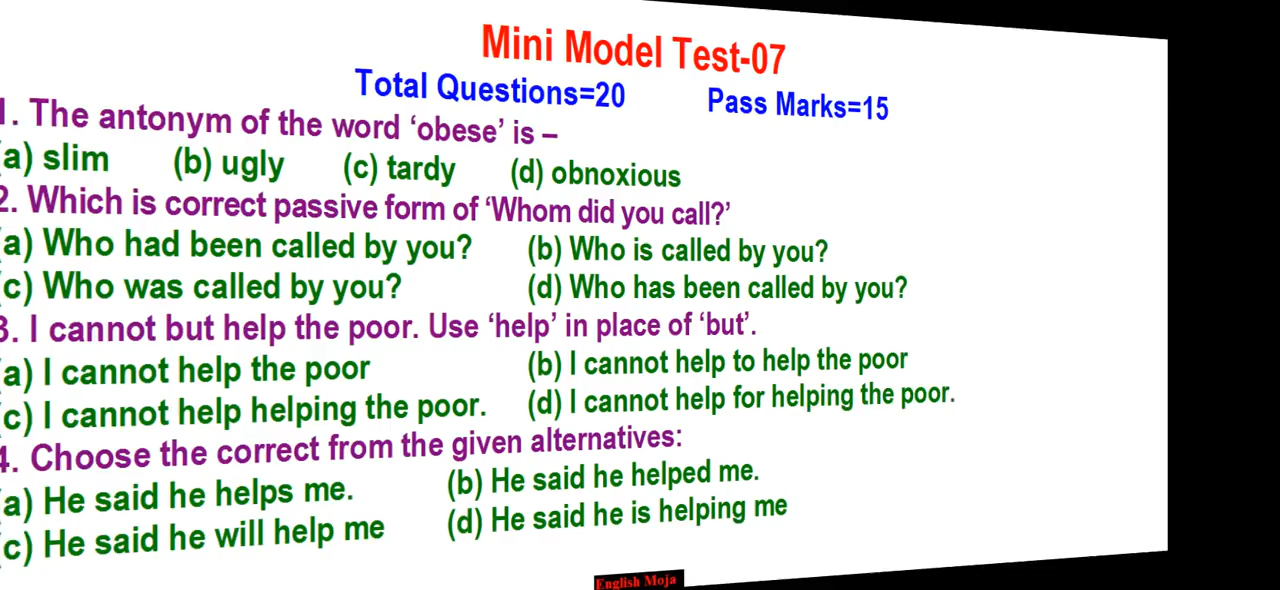 Mini Model Test-07
Total Questions=20 Pass Marks=15
1. The antonym of the word ‘obese’ is –
(a) slim (b) ugly (c) tardy (d) obnoxious
2. Which is correct passive form of ‘Whom did you call?’
(a) Who had been called by you? (b) Who is called by you?
(c) Who was called by you? (d) Who has been called by you?
3. I cannot but help the poor. Use ‘help’ in place of ‘but’.
(a) I cannot help the poor (b) I cannot help to help the poor
(c) I cannot help helping the poor. (d) I cannot help for helping the poor.
4. Choose the correct from the given alternatives:
(a) He said he helps me. (b) He said he helped me.
(c) He said he will help me (d) He said he is helping me
English Moja